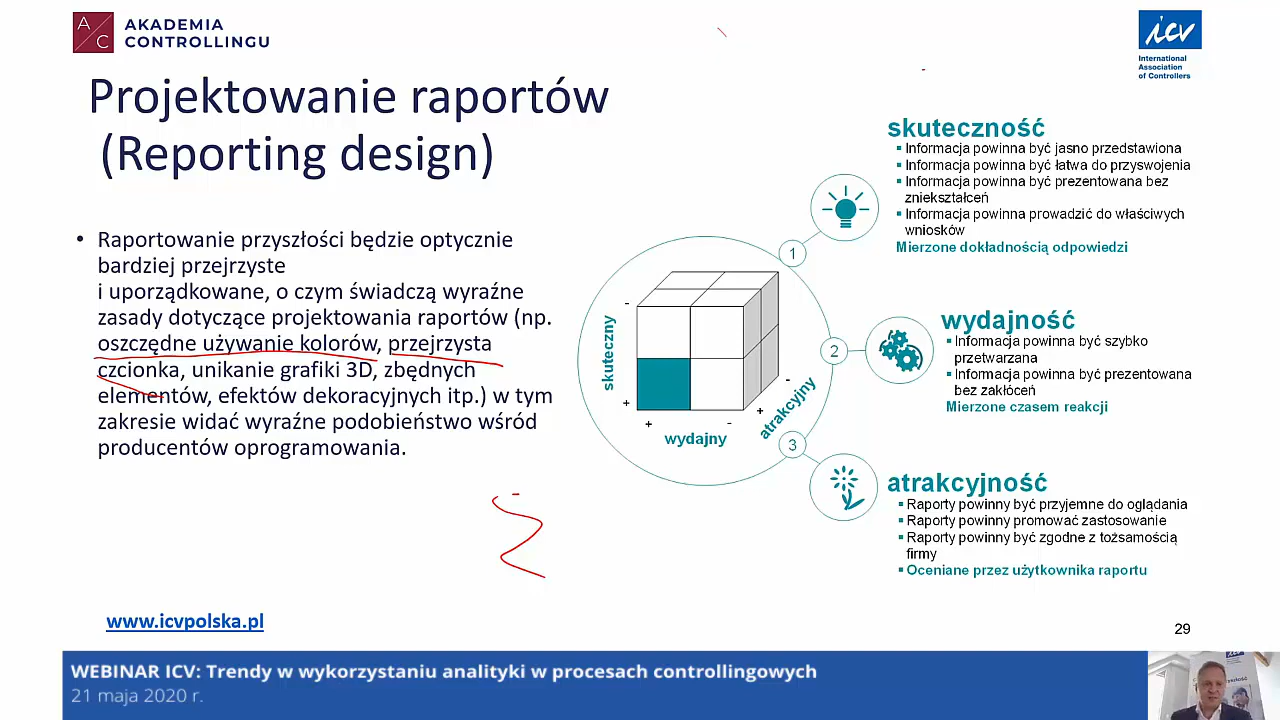 A
C
AKADEMIA
CONTROLLINGU
icv
International
Association
of Controllers
Projektowanie raportów
(Reporting design)
• Raportowanie przyszłości będzie optycznie
bardziej przejrzyste
i uporządkowane, o czym świadczą wyraźne
zasady dotyczące projektowania raportów (np.
oszczędne używanie kolorów, przejrzysta
czcionka, unikanie grafiki 3D, zbędnych
elementów, efektów dekoracyjnych itp.) w tym
zakresie widać wyraźne podobieństwo wśród
producentów oprogramowania.
-
skuteczny
+
+
wydajny
-
+
atrakcyjny
-
1
skuteczność
▪ Informacja powinna być jasno przedstawiona
▪ Informacja powinna być łatwa do przyswojenia
▪ Informacja powinna być prezentowana bez
zniekształceń
▪ Informacja powinna prowadzić do właściwych
wniosków
Mierzone dokładnością odpowiedzi
2
wydajność
▪ Informacja powinna być szybko
przetwarzana
▪ Informacja powinna być prezentowana
bez zakłóceń
Mierzone czasem reakcji
3
atrakcyjność
▪ Raporty powinny być przyjemne do oglądania
▪ Raporty powinny promować zastosowanie
▪ Raporty powinny być zgodne z tożsamością
firmy
▪ Oceniane przez użytkownika raportu
www.icvpolska.pl
29
WEBINAR ICV: Trendy w wykorzystaniu analityki w procesach controllingowych
21 maja 2020 r.